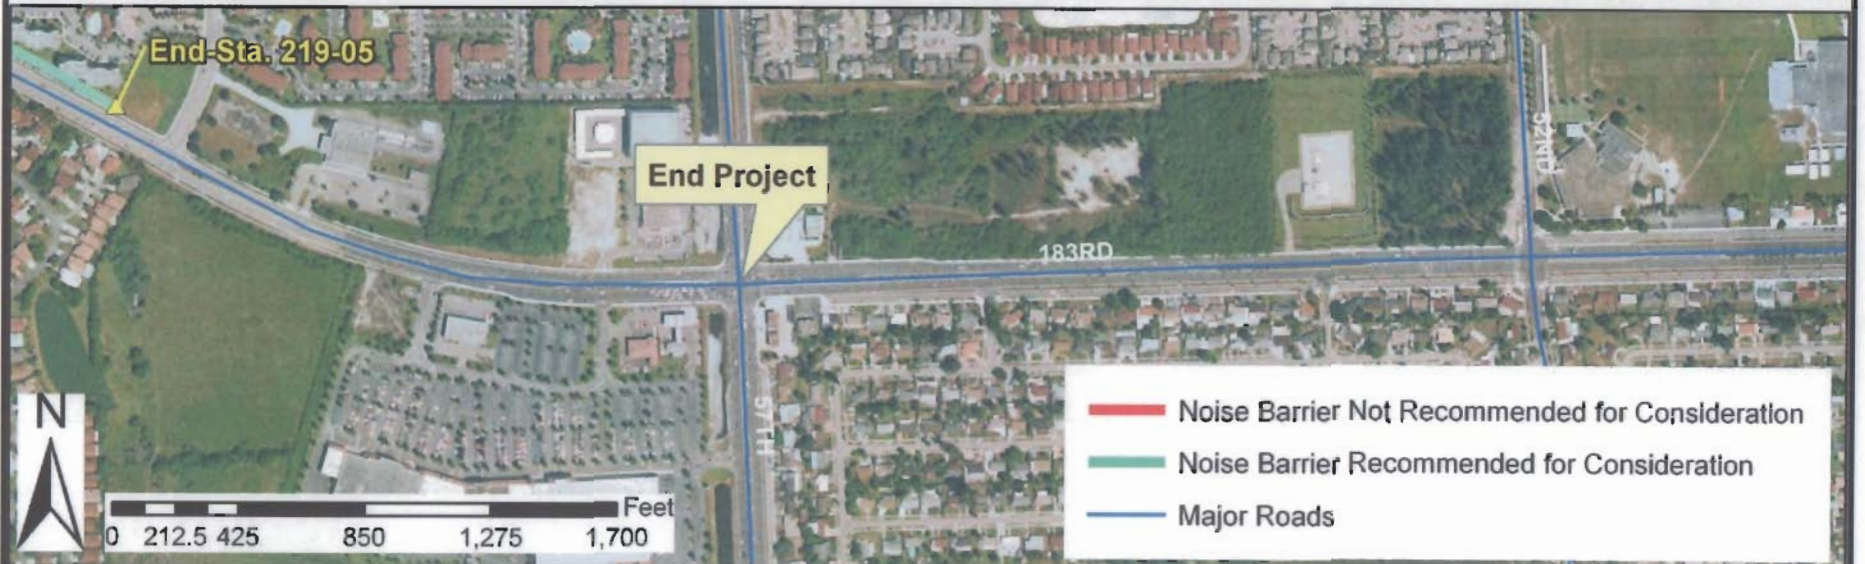 End-Sta. 219-05
End Project
183RD
52ND
57TH
Noise Barrier Not Recommended for Consideration
Noise Barrier Recommended for Consideration
Major Roads
N
Feet
0 212.5 425 850 1,275 1,700